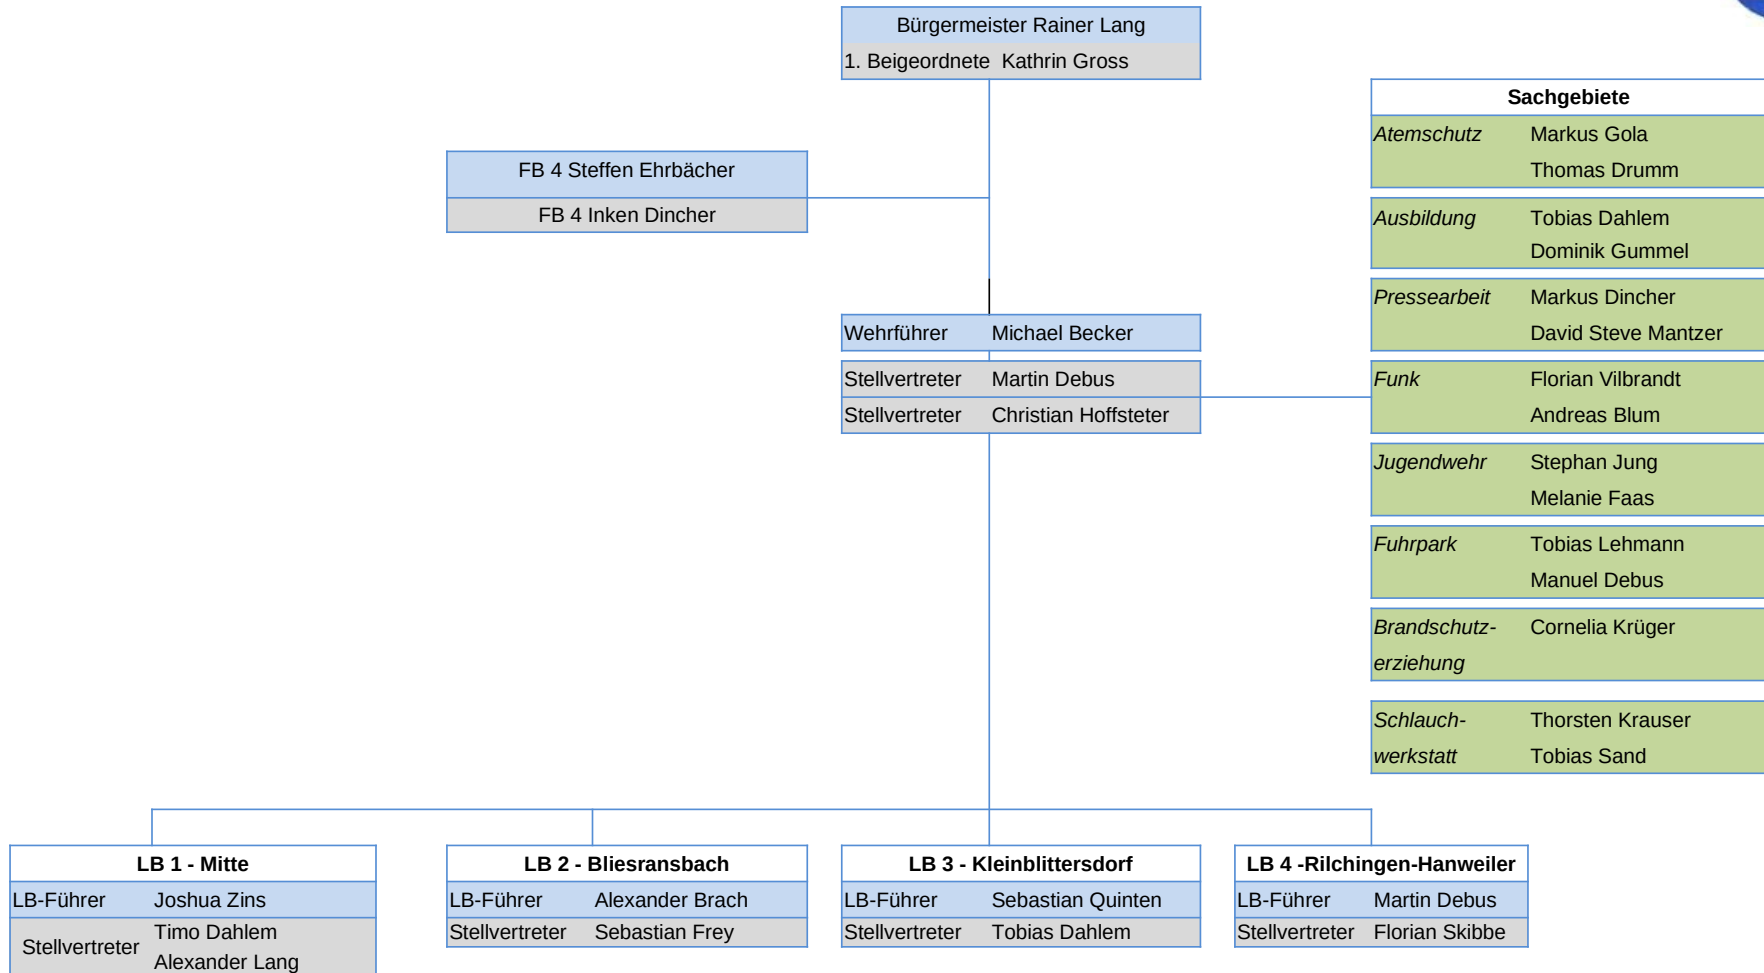 Bürgermeister Rainer Lang
1. Beigeordnete Kathrin Gross
FB 4 Steffen Ehrbächer
FB 4 Inken Dincher
Wehrführer Michael Becker
Stellvertreter Martin Debus
Stellvertreter Christian Hoffsteter
Sachgebiete
Atemschutz Markus Gola
Thomas Drumm
Ausbildung Tobias Dahlem
Dominik Gummel
Pressearbeit Markus Dincher
David Steve Mantzer
Funk Florian Vilbrandt
Andreas Blum
Jugendwehr Stephan Jung
Melanie Faas
Fuhrpark Tobias Lehmann
Manuel Debus
Brandschutz- Cornelia Krüger
erziehung
Schlauch- Thorsten Krauser
werkstatt Tobias Sand
LB 1 - Mitte
LB-Führer Joshua Zins
Stellvertreter Timo Dahlem
Alexander Lang
LB 2 - Bliesransbach
LB-Führer Alexander Brach
Stellvertreter Sebastian Frey
LB 3 - Kleinblittersdorf
LB-Führer Sebastian Quinten
Stellvertreter Tobias Dahlem
LB 4 -Rilchingen-Hanweiler
LB-Führer Martin Debus
Stellvertreter Florian Skibbe